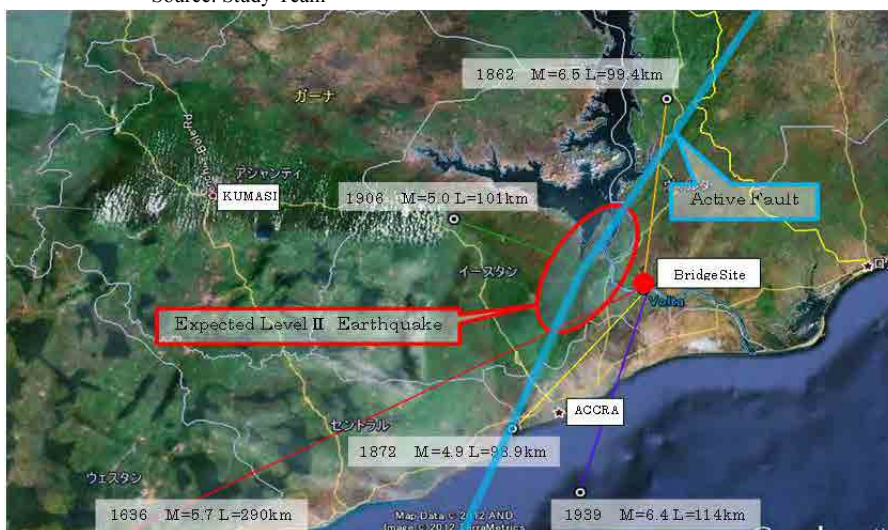 Source: Study Team
1862 M=6.5 L=99.4km
ガーナ
アシャンティ
KUMASI
1906 M=5.0 L=101km
Active Fault
イースタン
BridgeSite
Volta
Expected Level Ⅱ Earthquake
ACCRA
セントラル
1872 M=4.9 L=98.9km
ウェスタン
1636 M=5.7 L=290km
Map Data © 2012 AND
Image © 2012 TerraMetrics
1939 M=6.4 L=114km